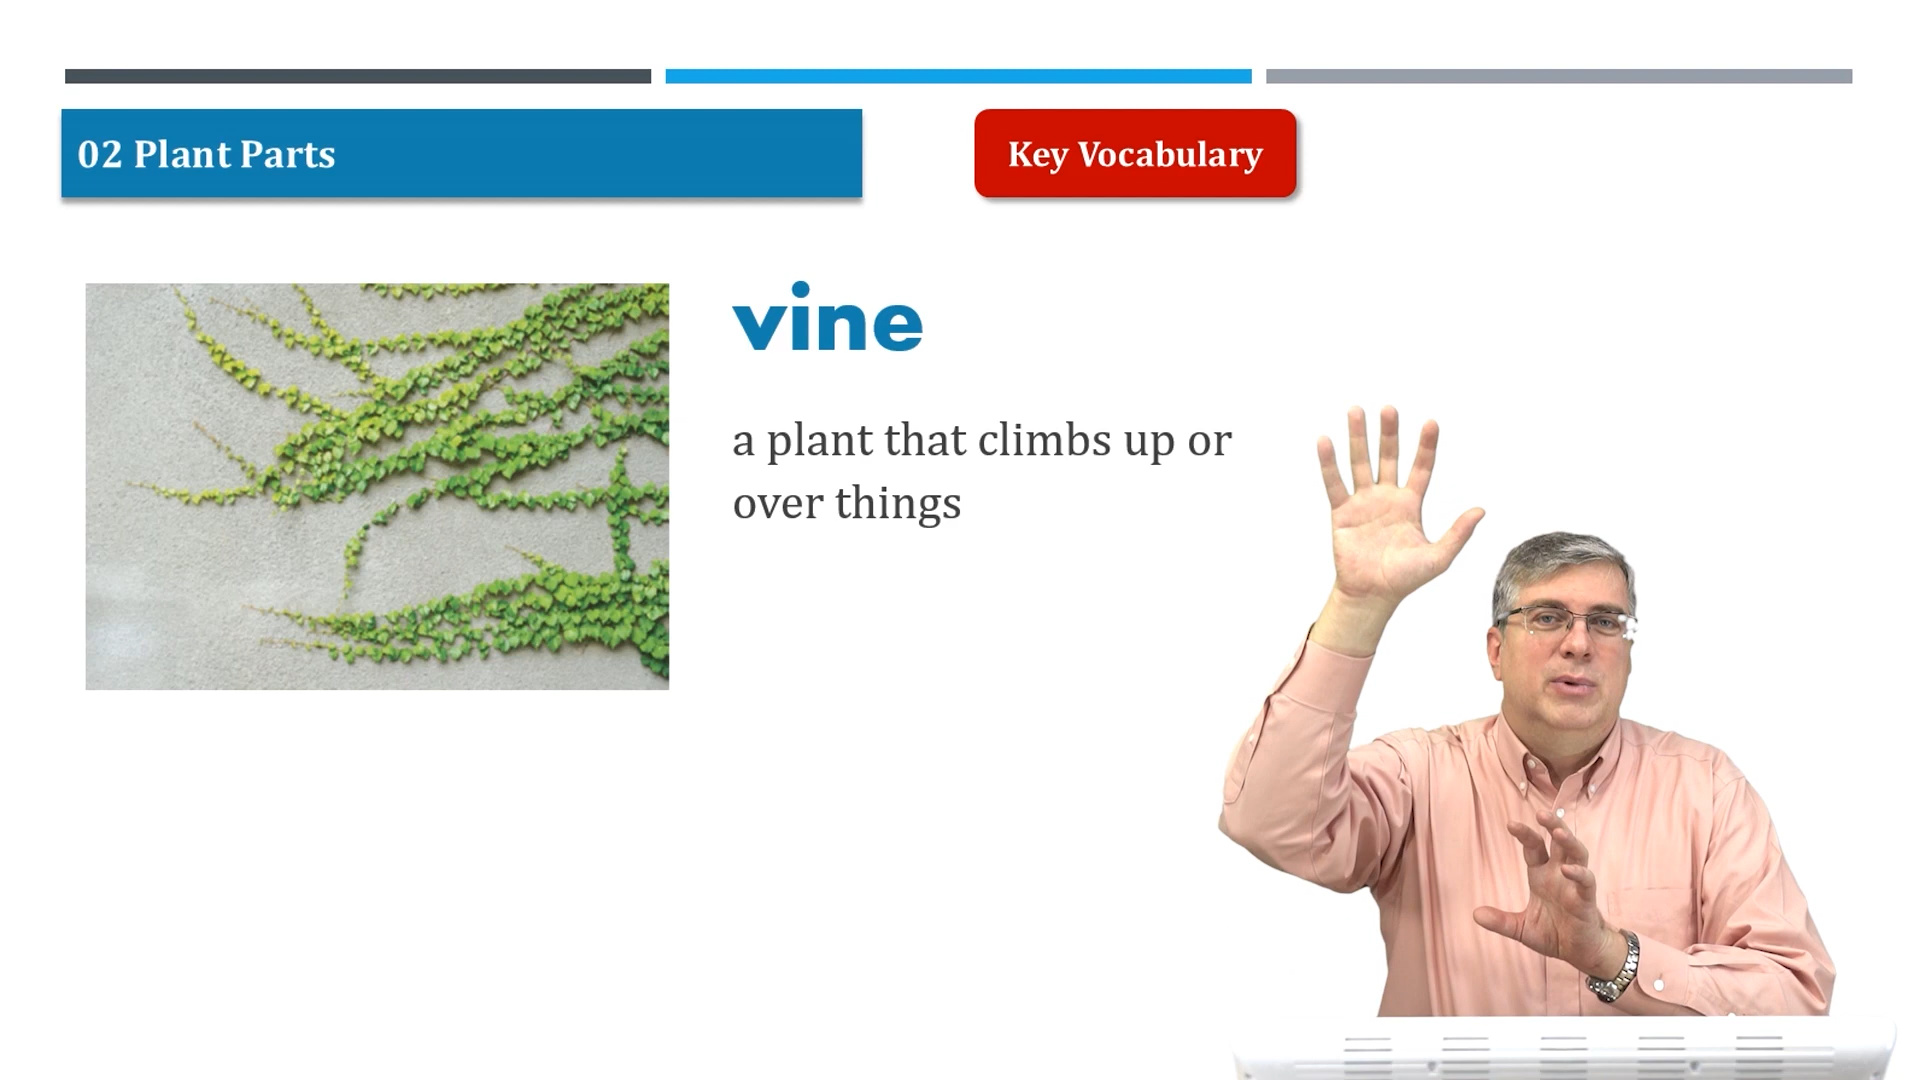 02 Plant Parts
Key Vocabulary
vine
a plant that climbs up or
over things